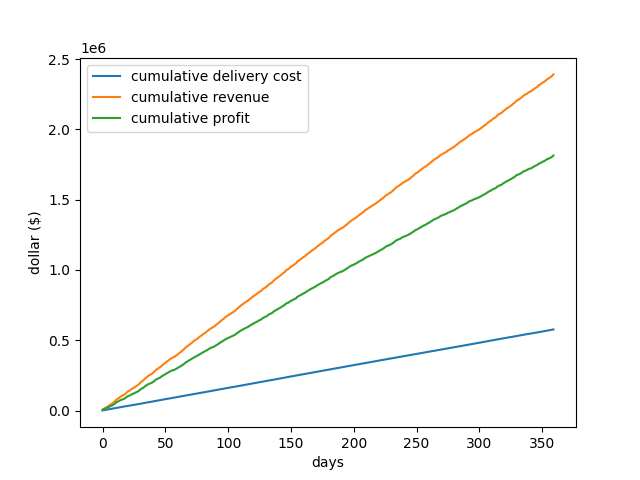 1e6
2.5
2.0
1.5
1.0
0.5
0.0
dollar ($)
cumulative delivery cost
cumulative revenue
cumulative profit
0 50 100 150 200 250 300 350
days